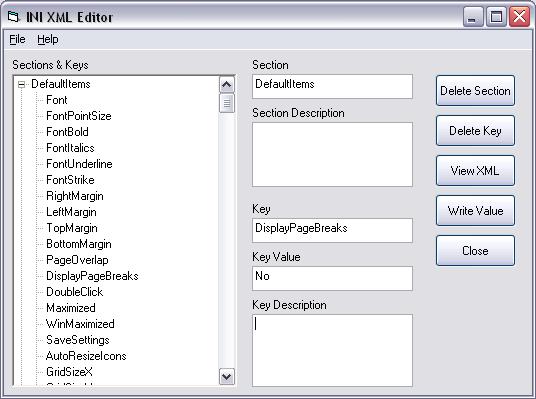 INI XML Editor
File Help
Sections & Keys
DefaultItems
Font
FontPointSize
FontBold
FontItalics
FontUnderline
FontStrike
RightMargin
LeftMargin
TopMargin
BottomMargin
PageOverlap
DisplayPageBreaks
DoubleClick
Maximized
WinMaximized
SaveSettings
AutoResizeIcons
GridSizeX
Section
DefaultItems
Section Description
Key
DisplayPageBreaks
Key Value
No
Key Description
Delete Section
Delete Key
View XML
Write Value
Close